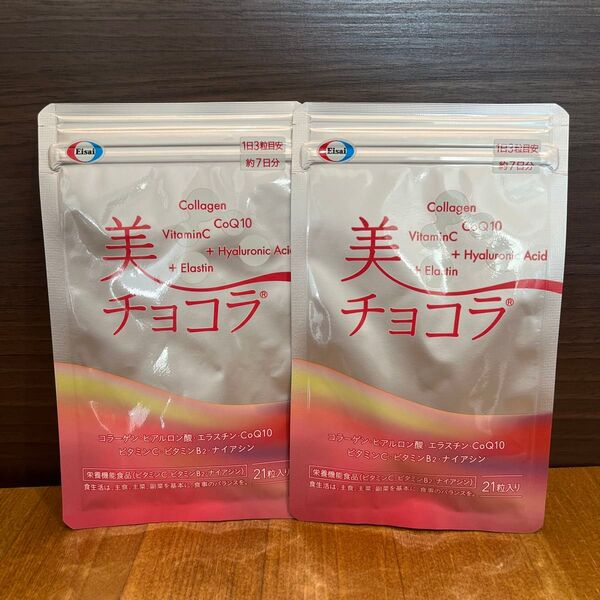 Eisai
1日3粒目安
約7日分
Collagen
CoQ10
VitaminC
+ Hyaluronic Acid
+ Elastin
美
チョコラ®
コラーゲン・ヒアルロン酸・エラスチン・CoQ10
ビタミンC・ビタミンB2・ナイアシン
栄養機能食品(ビタミンC・ビタミンB2・ナイアシン)
食生活は、主食、主菜、副菜を基本に、食事のバランスを。
21粒入り
Eisai
1日3粒目安
約7日分
Collagen
CoQ10
VitaminC
+ Hyaluronic Acid
+ Elastin
美
チョコラ®
コラーゲン・ヒアルロン酸・エラスチン・CoQ10
ビタミンC・ビタミンB2・ナイアシン
栄養機能食品(ビタミンC・ビタミンB2・ナイアシン)
食生活は、主食、主菜、副菜を基本に、食事のバランスを。
21粒入り